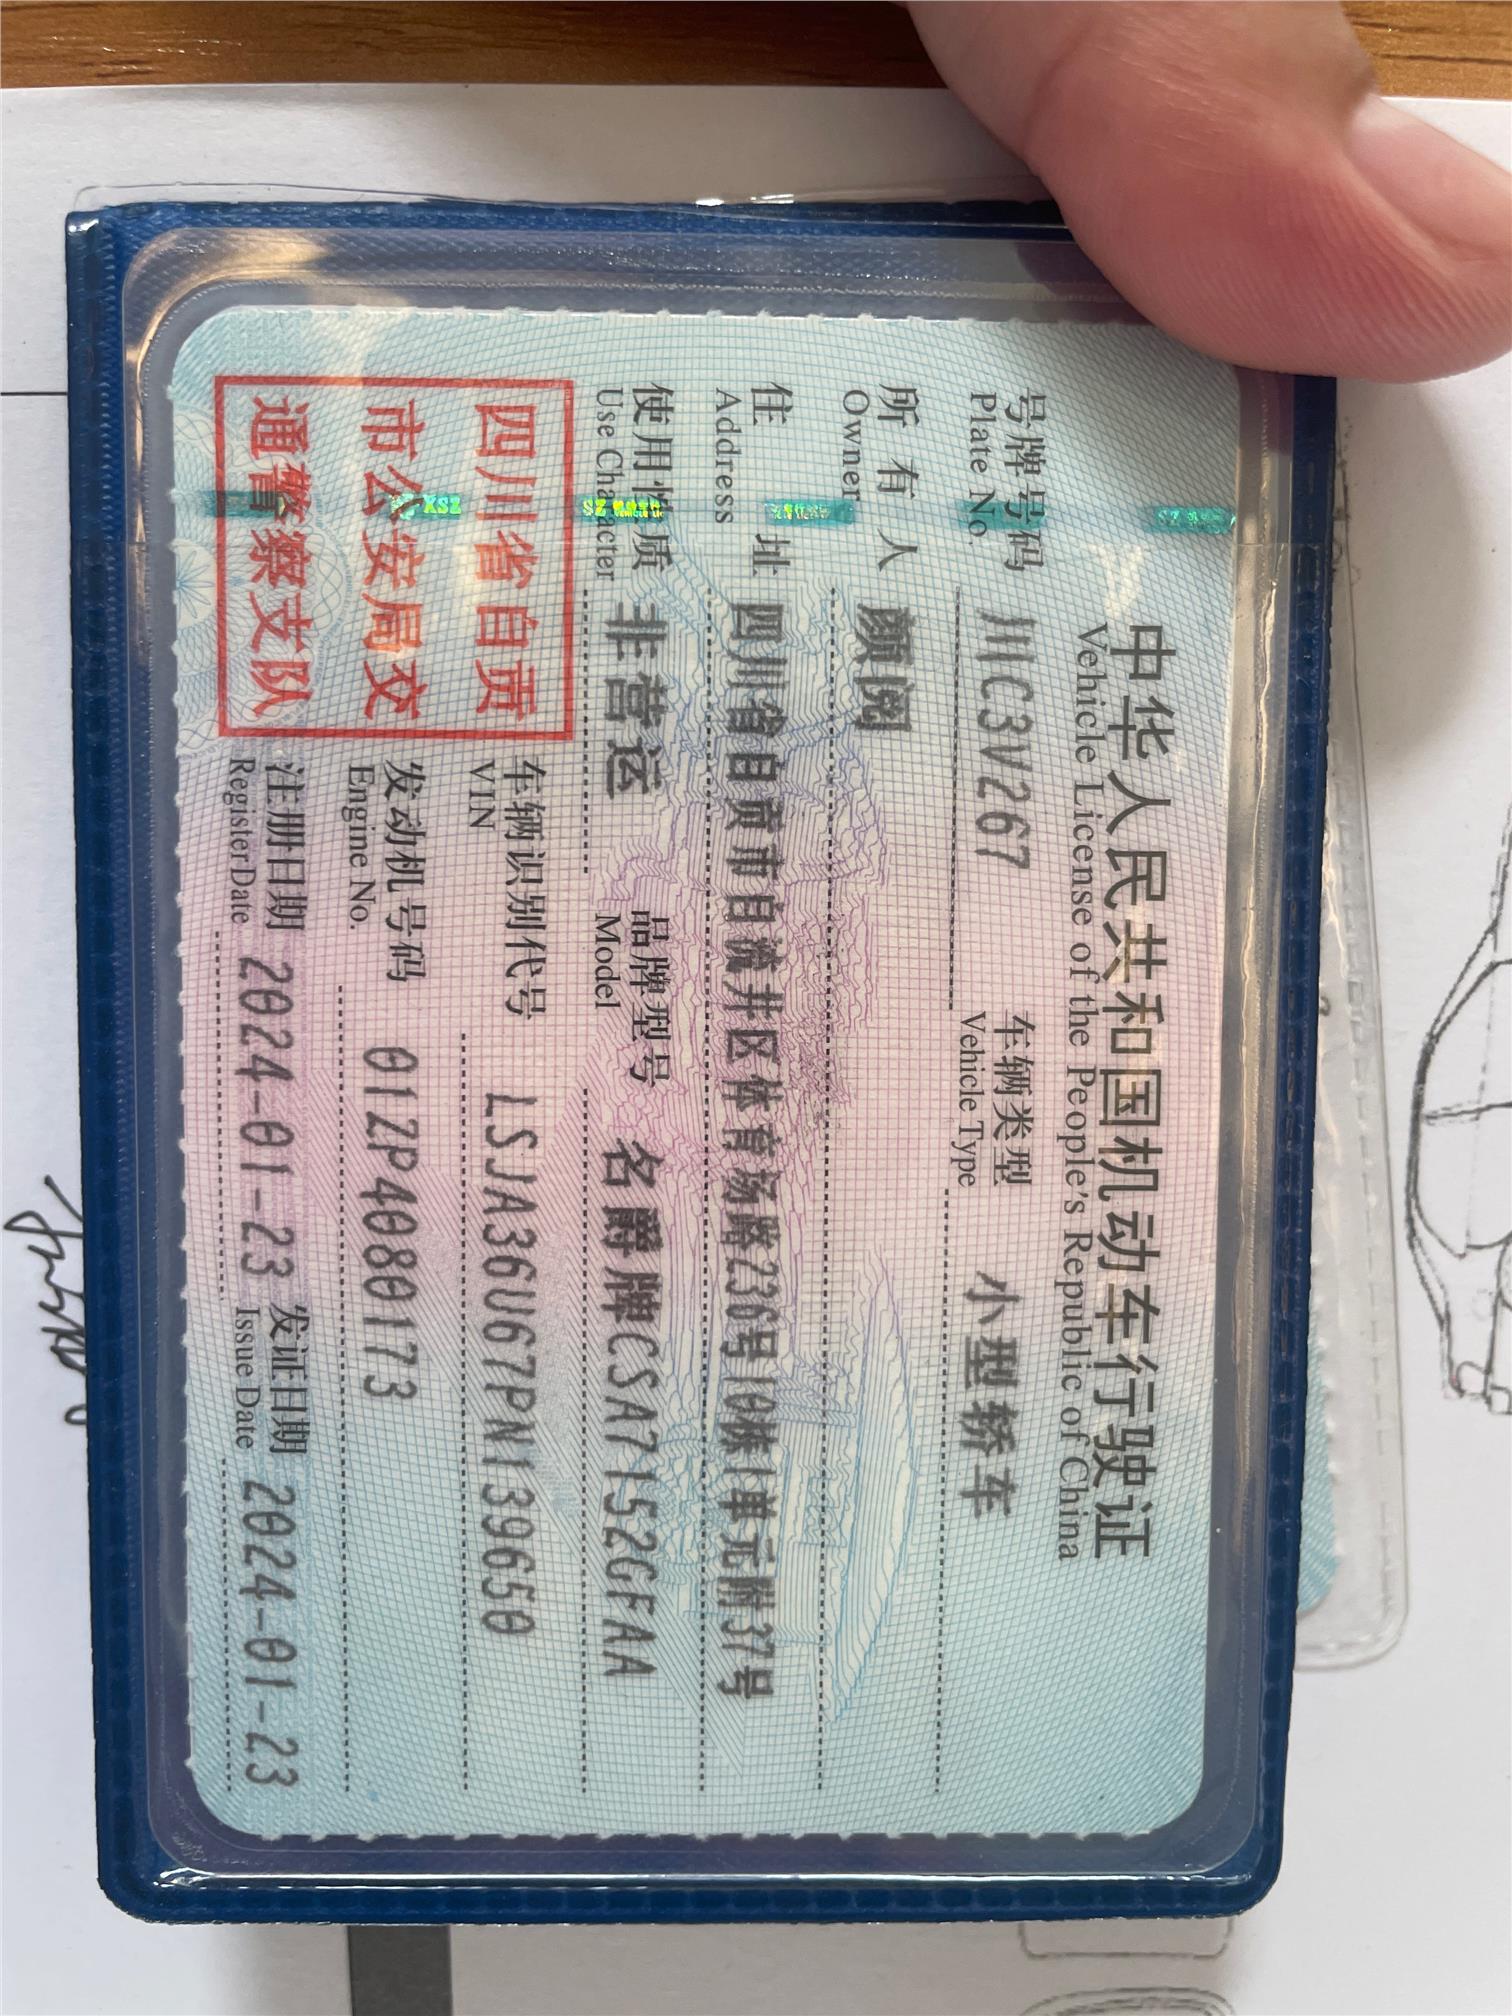 中华人民共和国机动车行驶证
Vehicle License of the People's Republic of China
号牌号码 川C3V267 车辆类型 小型轿车
Plate No. Vehicle Type
所有人 颜阅
Owner
住址 四川省自贡市自流井区体育场路236号10栋1单元附37号
Address
使用性质 非营运 品牌型号 名爵牌CSA7152GFAA
Use Character Model
四川省自贡
市公安局交
通警察支队
车辆识别代号 LSJA36U67PN139650
VIN
发动机号码 01ZP4080173
Engine No.
注册日期 2024-01-23 发证日期 2024-01-23
Register Date Issue Date